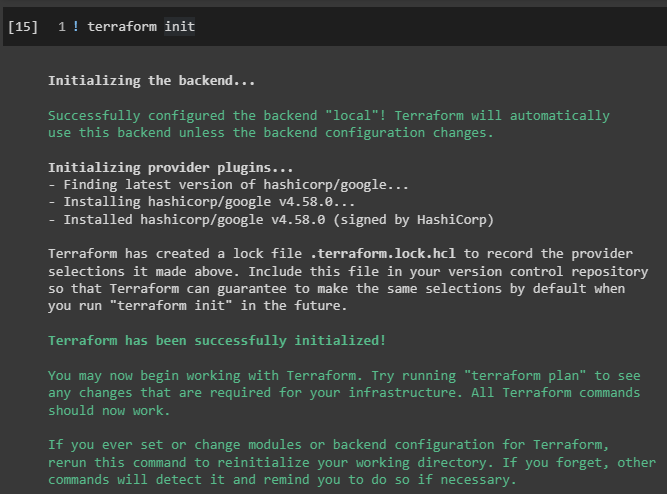 [15] 1 ! terraform init
Initializing the backend...
Successfully configured the backend "local"! Terraform will automatically
use this backend unless the backend configuration changes.
Initializing provider plugins...
- Finding latest version of hashicorp/google...
- Installing hashicorp/google v4.58.0...
- Installed hashicorp/google v4.58.0 (signed by HashiCorp)
Terraform has created a lock file .terraform.lock.hcl to record the provider
selections it made above. Include this file in your version control repository
so that Terraform can guarantee to make the same selections by default when
you run "terraform init" in the future.
Terraform has been successfully initialized!
You may now begin working with Terraform. Try running "terraform plan" to see
any changes that are required for your infrastructure. All Terraform commands
should now work.
If you ever set or change modules or backend configuration for Terraform,
rerun this command to reinitialize your working directory. If you forget, other
commands will detect it and remind you to do so if necessary.